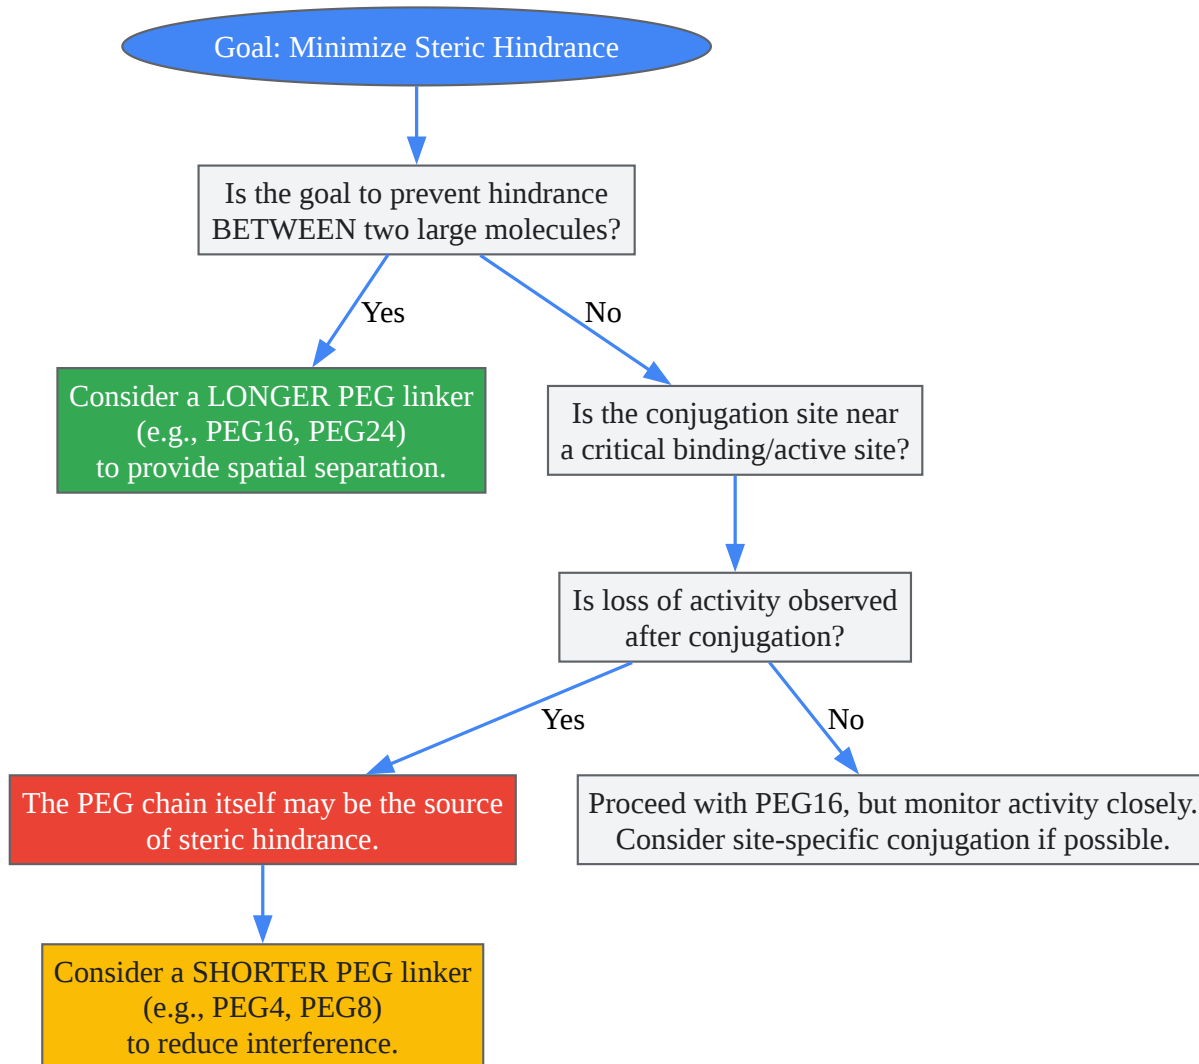 Goal: Minimize Steric Hindrance
Is the goal to prevent hindrance
BETWEEN two large molecules?
Yes
No
Consider a LONGER PEG linker
(e.g., PEG16, PEG24)
to provide spatial separation.
Is the conjugation site near
a critical binding/active site?
Is loss of activity observed
after conjugation?
Yes
No
The PEG chain itself may be the source
of steric hindrance.
Proceed with PEG16, but monitor activity closely.
Consider site-specific conjugation if possible.
Consider a SHORTER PEG linker
(e.g., PEG4, PEG8)
to reduce interference.